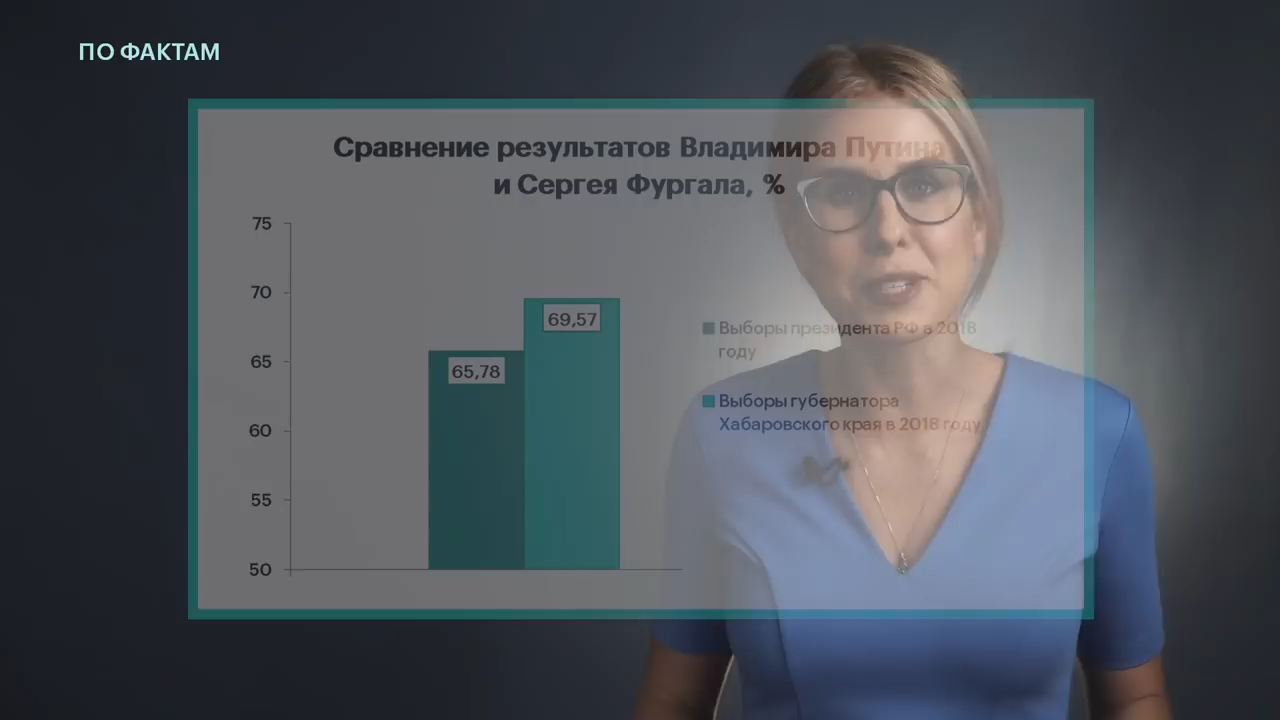 ПО ФАКТАМ
Сравнение результатов Владимира Путина
и Сергея Фургала, %
75
70
65
60
55
50
65,78
69,57
Выборы президента РФ в 2018
году
Выборы губернатора
Хабаровского края в 2018 году